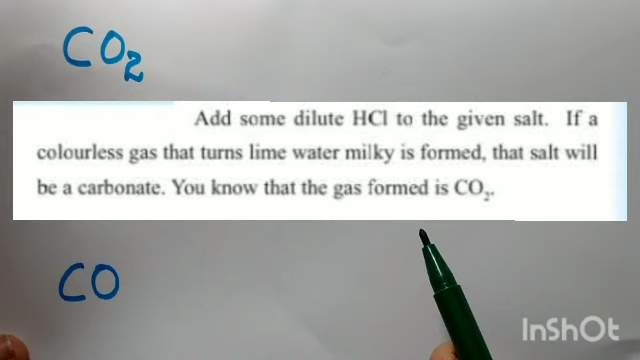 CO₂
Add some dilute HCl to the given salt. If a
colourless gas that turns lime water milky is formed, that salt will
be a carbonate. You know that the gas formed is CO₂.
CO
InShOt